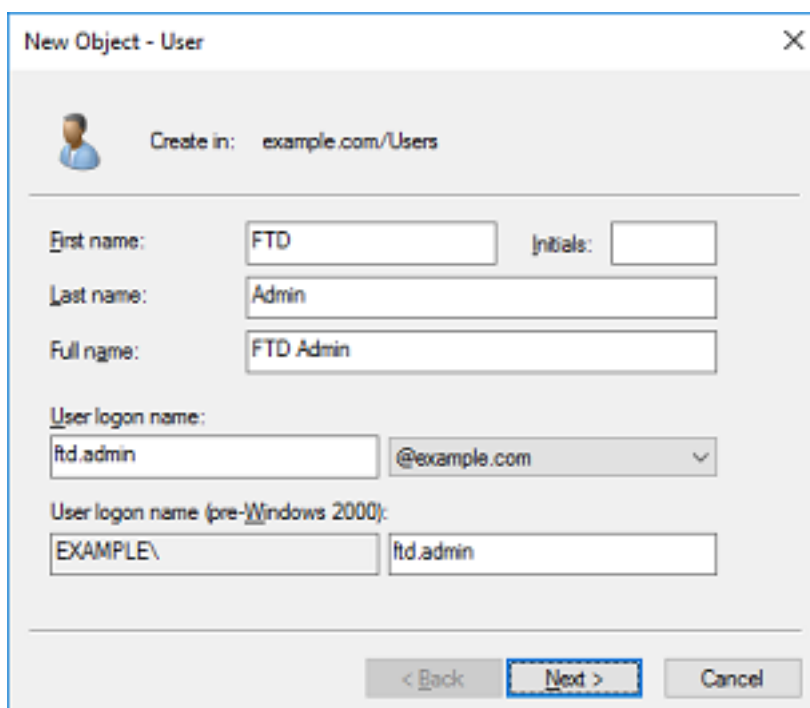 New Object - User
Create in: example.com/Users
First name: FTD Initials:
Last name: Admin
Full name: FTD Admin
User logon name:
ftd.admin @example.com
User logon name (pre-Windows 2000):
EXAMPLE\ ftd.admin
< Back Next > Cancel